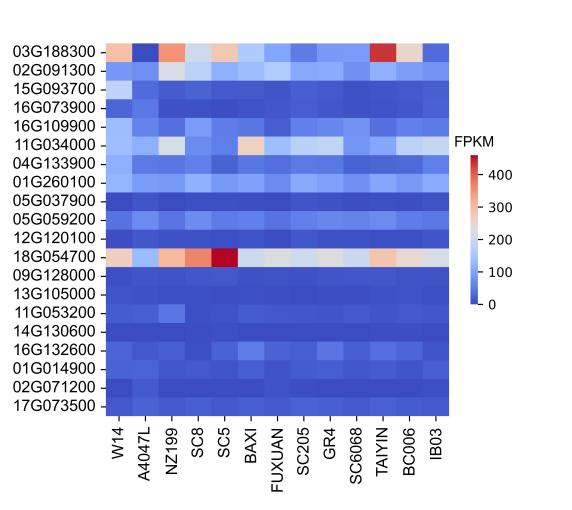 03G188300
02G091300
15G093700
16G073900
16G109900
11G034000
04G133900
01G260100
05G037900
05G059200
12G120100
18G054700
09G128000
13G105000
11G053200
14G130600
16G132600
01G014900
02G071200
17G073500
FPKM
400
300
200
100
0
W14
A4047L
NZ199
SC8
SC5
BAXI
FUXUAN
SC205
GR4
SC6068
TAIYIN
BC006
IB03